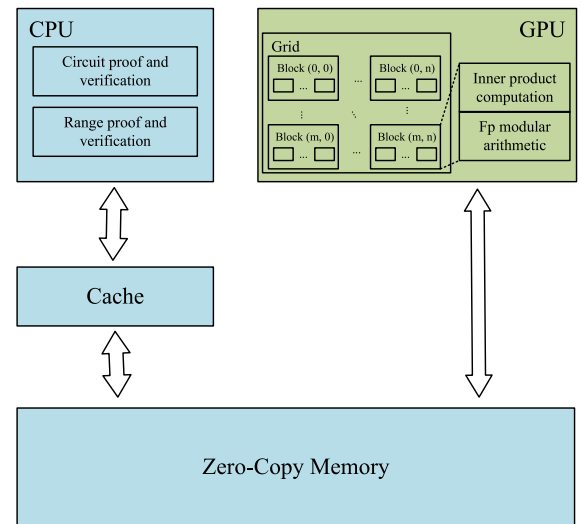 CPU
Circuit proof and
verification
Range proof and
verification
GPU
Grid
Block (0, 0)
...
Block (0, n)
...
...
...
...
...
...
Block (m, 0)
...
Block (m, n)
...
...
Inner product
computation
Fp modular
arithmetic
Cache
Zero-Copy Memory